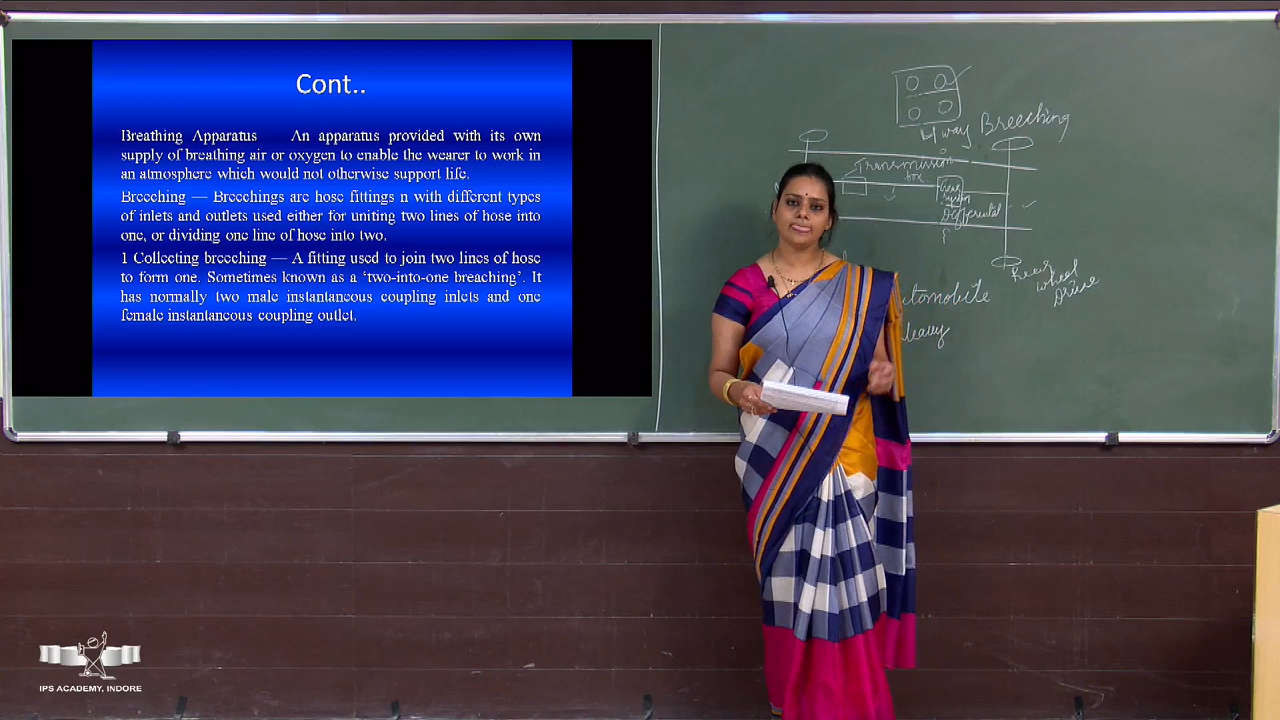 Cont..
Breathing Apparatus An apparatus provided with its own
supply of breathing air or oxygen to enable the wearer to work in
an atmosphere which would not otherwise support life.
Breeching — Breechings are hose fittings n with different types
of inlets and outlets used either for uniting two lines of hose into
one, or dividing one line of hose into two.
1 Collecting breeching — A fitting used to join two lines of hose
to form one. Sometimes known as a ‘two-into-one breaching’. It
has normally two male instantaneous coupling inlets and one
female instantaneous coupling outlet.
way Breeching
Transmission
box
Differential
Rear
wheel
Drive
utomobile
Heavy
IPS ACADEMY, INDORE